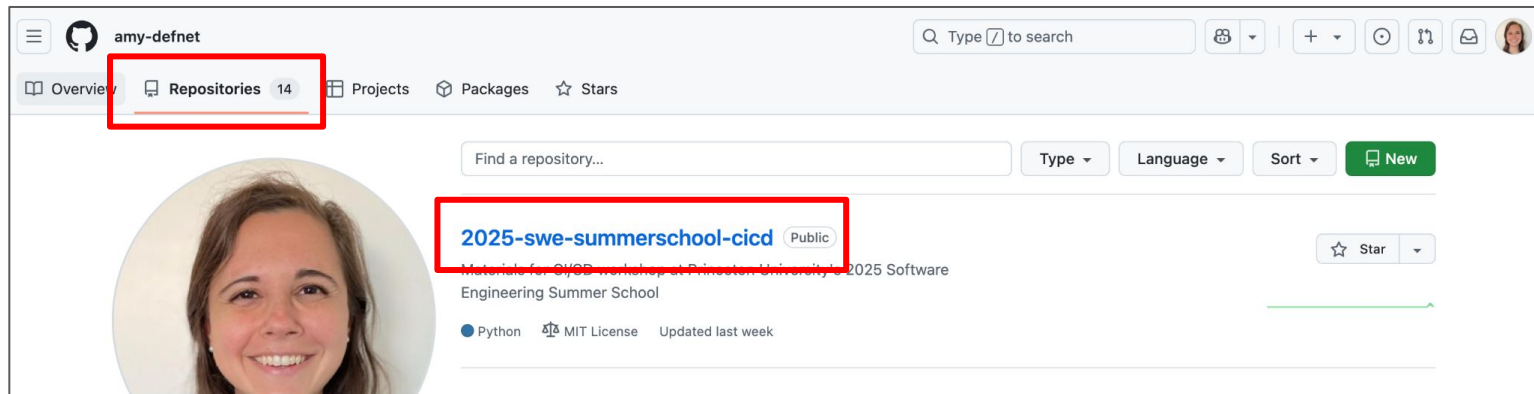 amy-defnet
Type / to search
Overview
Repositories 14
Projects
Packages
Stars
Find a repository...
Type
Language
Sort
New
2025-swe-summerschool-cicd Public
Star
Materials for CI/CD workshop at Princeton University's 2025 Software
Engineering Summer School
Python
MIT License
Updated last week